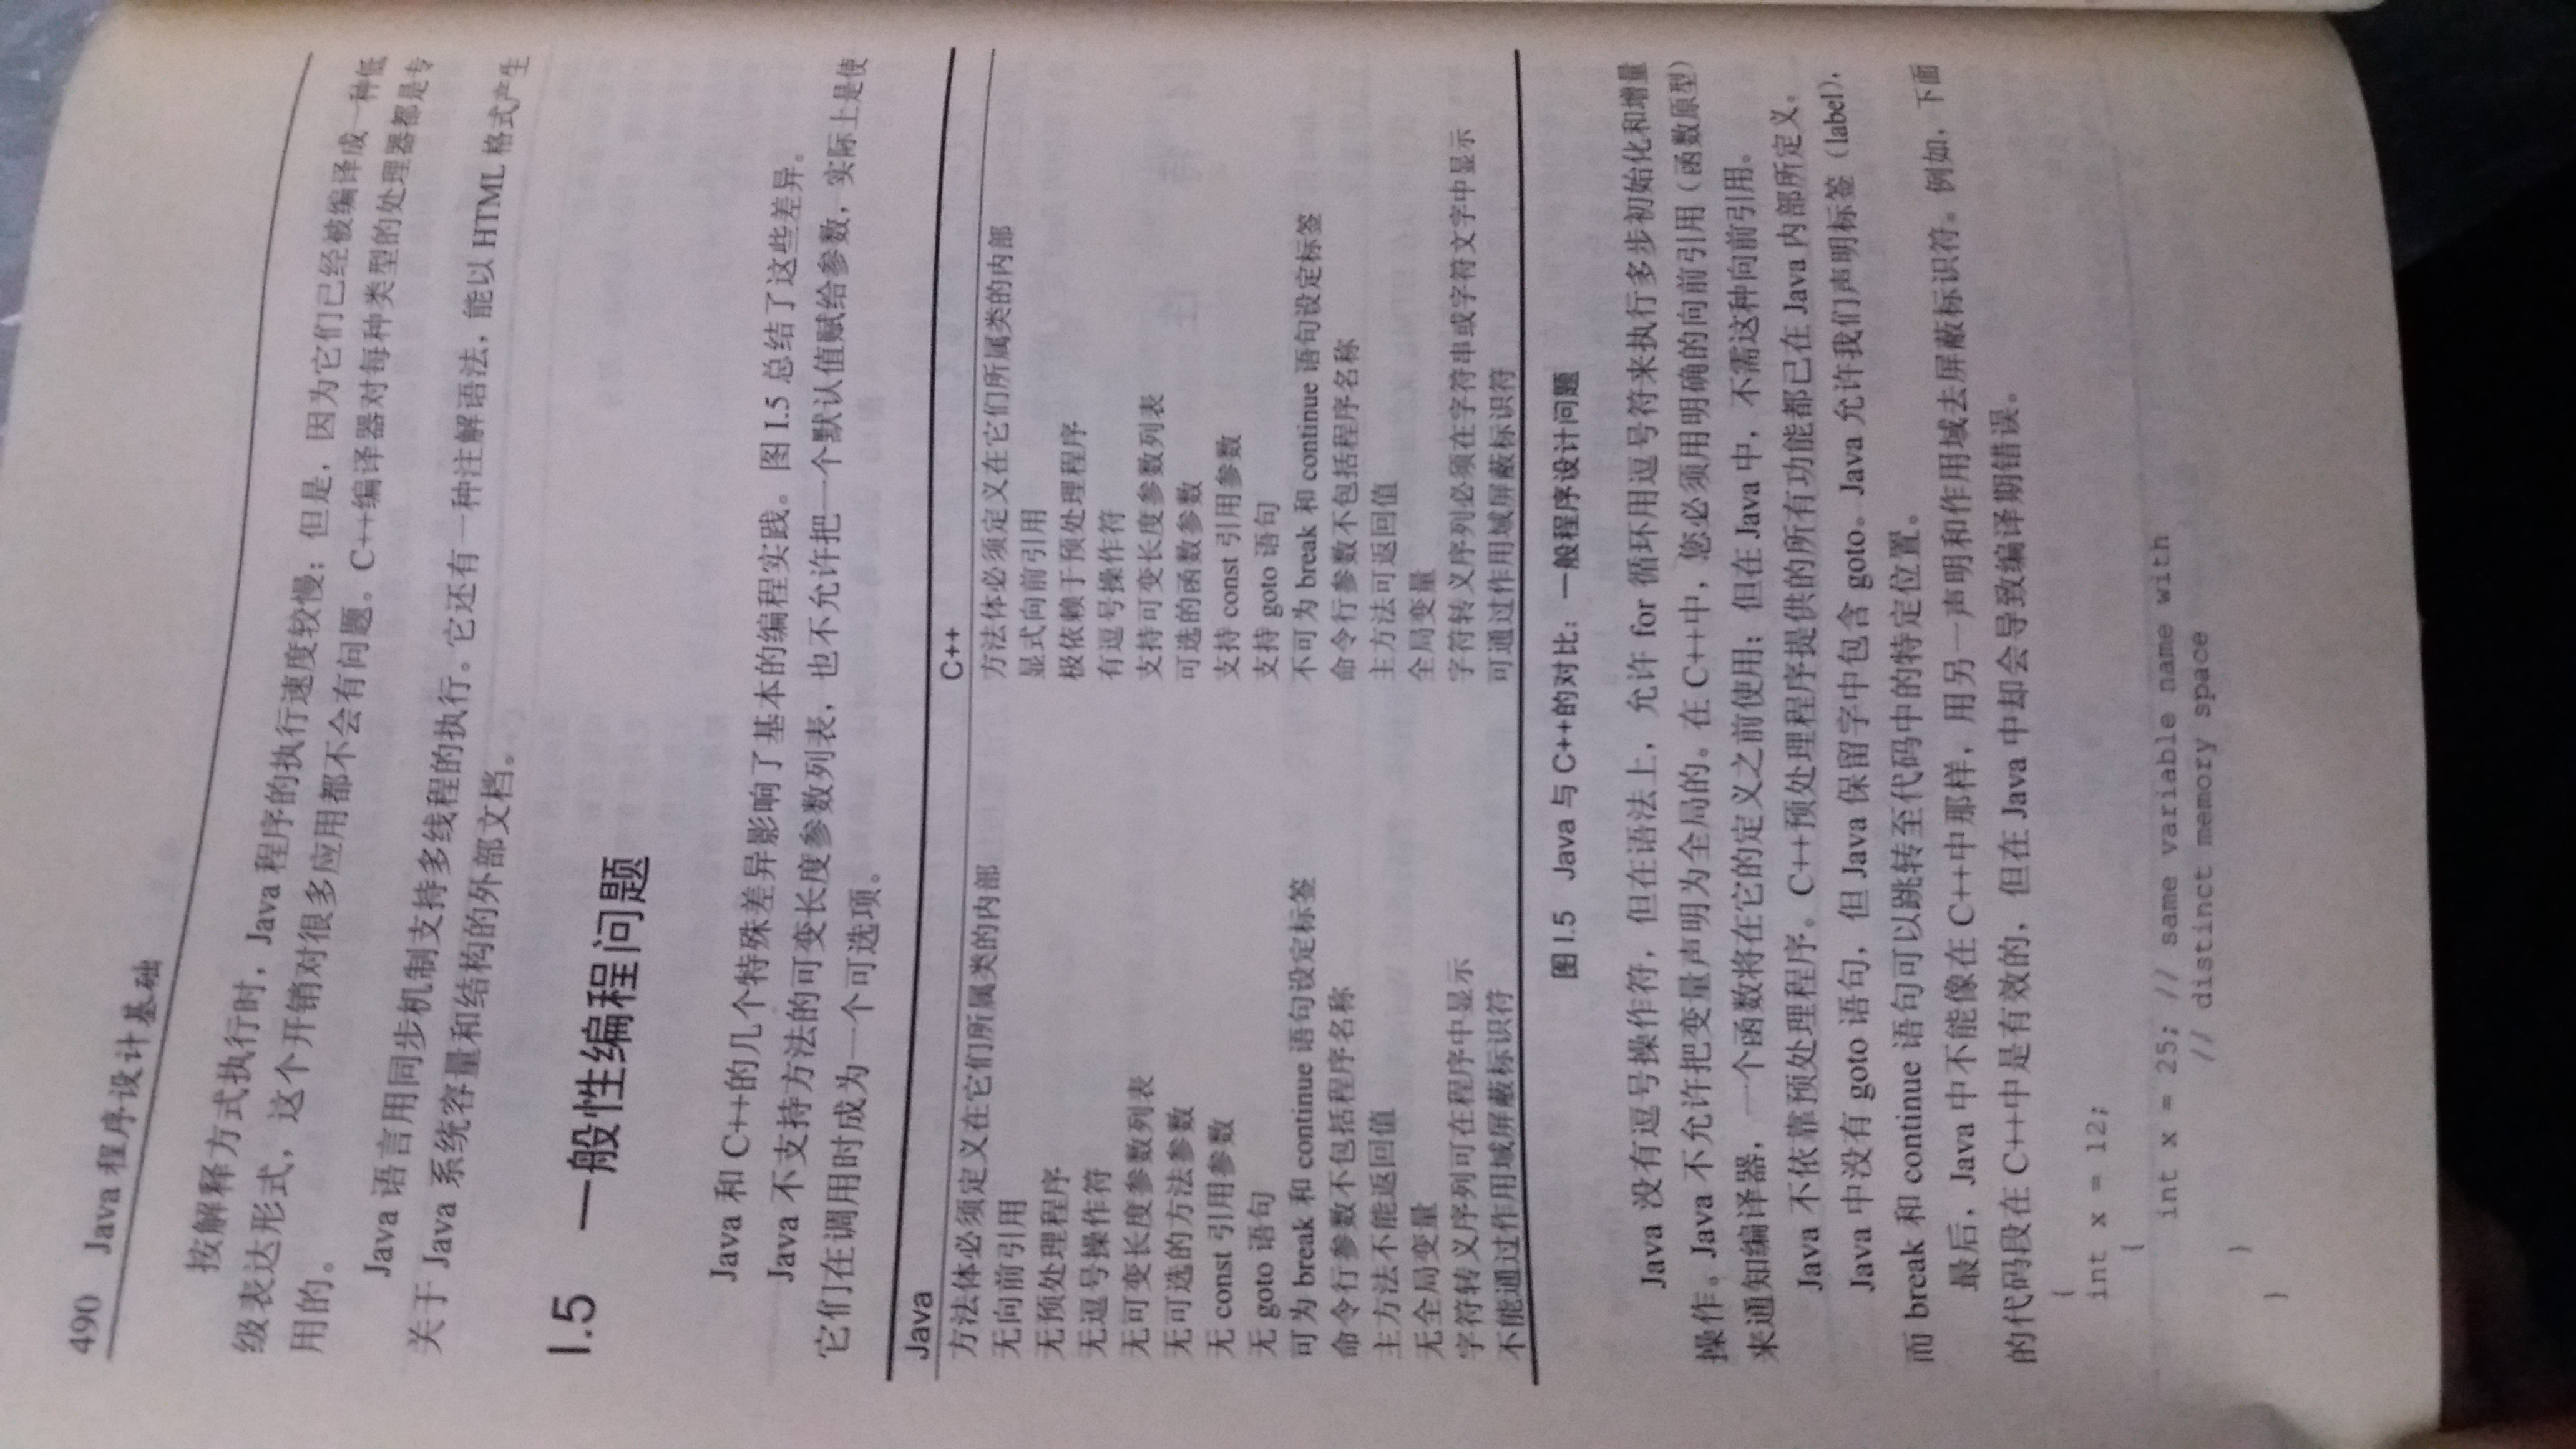 490 Java 程序设计基础
按解释方式执行时，Java 程序的执行速度较慢；但是，因为它们已经被编译成一种低
级表达形式，这个开销对很多应用都不会有问题。C++编译器对每种类型的处理器都是专
用的。
Java 语言用同步机制支持多线程的执行。它还有一种注解语法，能以 HTML 格式产生
关于 Java 系统容量和结构的外部文档。
I.5 一般性编程问题
Java 和 C++的几个特殊差异影响了基本的编程实践。图 I.5 总结了这些差异。
Java 不支持方法的可变长度参数列表，也不允许把一个默认值赋给参数，实际上是使
它们在调用时成为一个可选项。
Java C++
方法体必须定义在它们所属类的内部 方法体必须定义在它们所属类的内部
无向前引用 显式向前引用
无预处理程序 极依赖于预处理程序
无逗号操作符 有逗号操作符
无可变长度参数列表 支持可变长度参数列表
无可选的方法参数 可选的函数参数
无 const 引用参数 支持 const 引用参数
无 goto 语句 支持 goto 语句
可为 break 和 continue 语句设定标签 不可为 break 和 continue 语句设定标签
命令行参数不包括程序名称 命令行参数不包括程序名称
主方法不能返回值 主方法可返回值
无全局变量 全局变量
字符转义序列可在程序中显示 字符转义序列必须在字符串或字符文字中显示
不能通过作用域屏蔽标识符 可通过作用域屏蔽标识符
图 I.5 Java 与 C++的对比：一般程序设计问题
Java 没有逗号操作符，但在语法上，允许 for 循环用逗号符来执行多步初始化和增量
操作。Java 不允许把变量声明为全局的。在 C++中，您必须用明确的向前引用（函数原型）
来通知编译器，一个函数将在它的定义之前使用；但在 Java 中，不需这种向前引用。
Java 不依靠预处理程序。C++预处理程序提供的所有功能都已在 Java 内部所定义。
Java 中没有 goto 语句，但 Java 保留字中包含 goto。Java 允许我们声明标签（label），
而 break 和 continue 语句可以跳转至代码中的特定位置。
最后，Java 中不能像在 C++中那样，用另一声明和作用域去屏蔽标识符。例如，下面
的代码段在 C++中是有效的，但在 Java 中却会导致编译期错误。
{
int x = 12;
{
int x = 25; // same variable name with
// distinct memory space
}
}